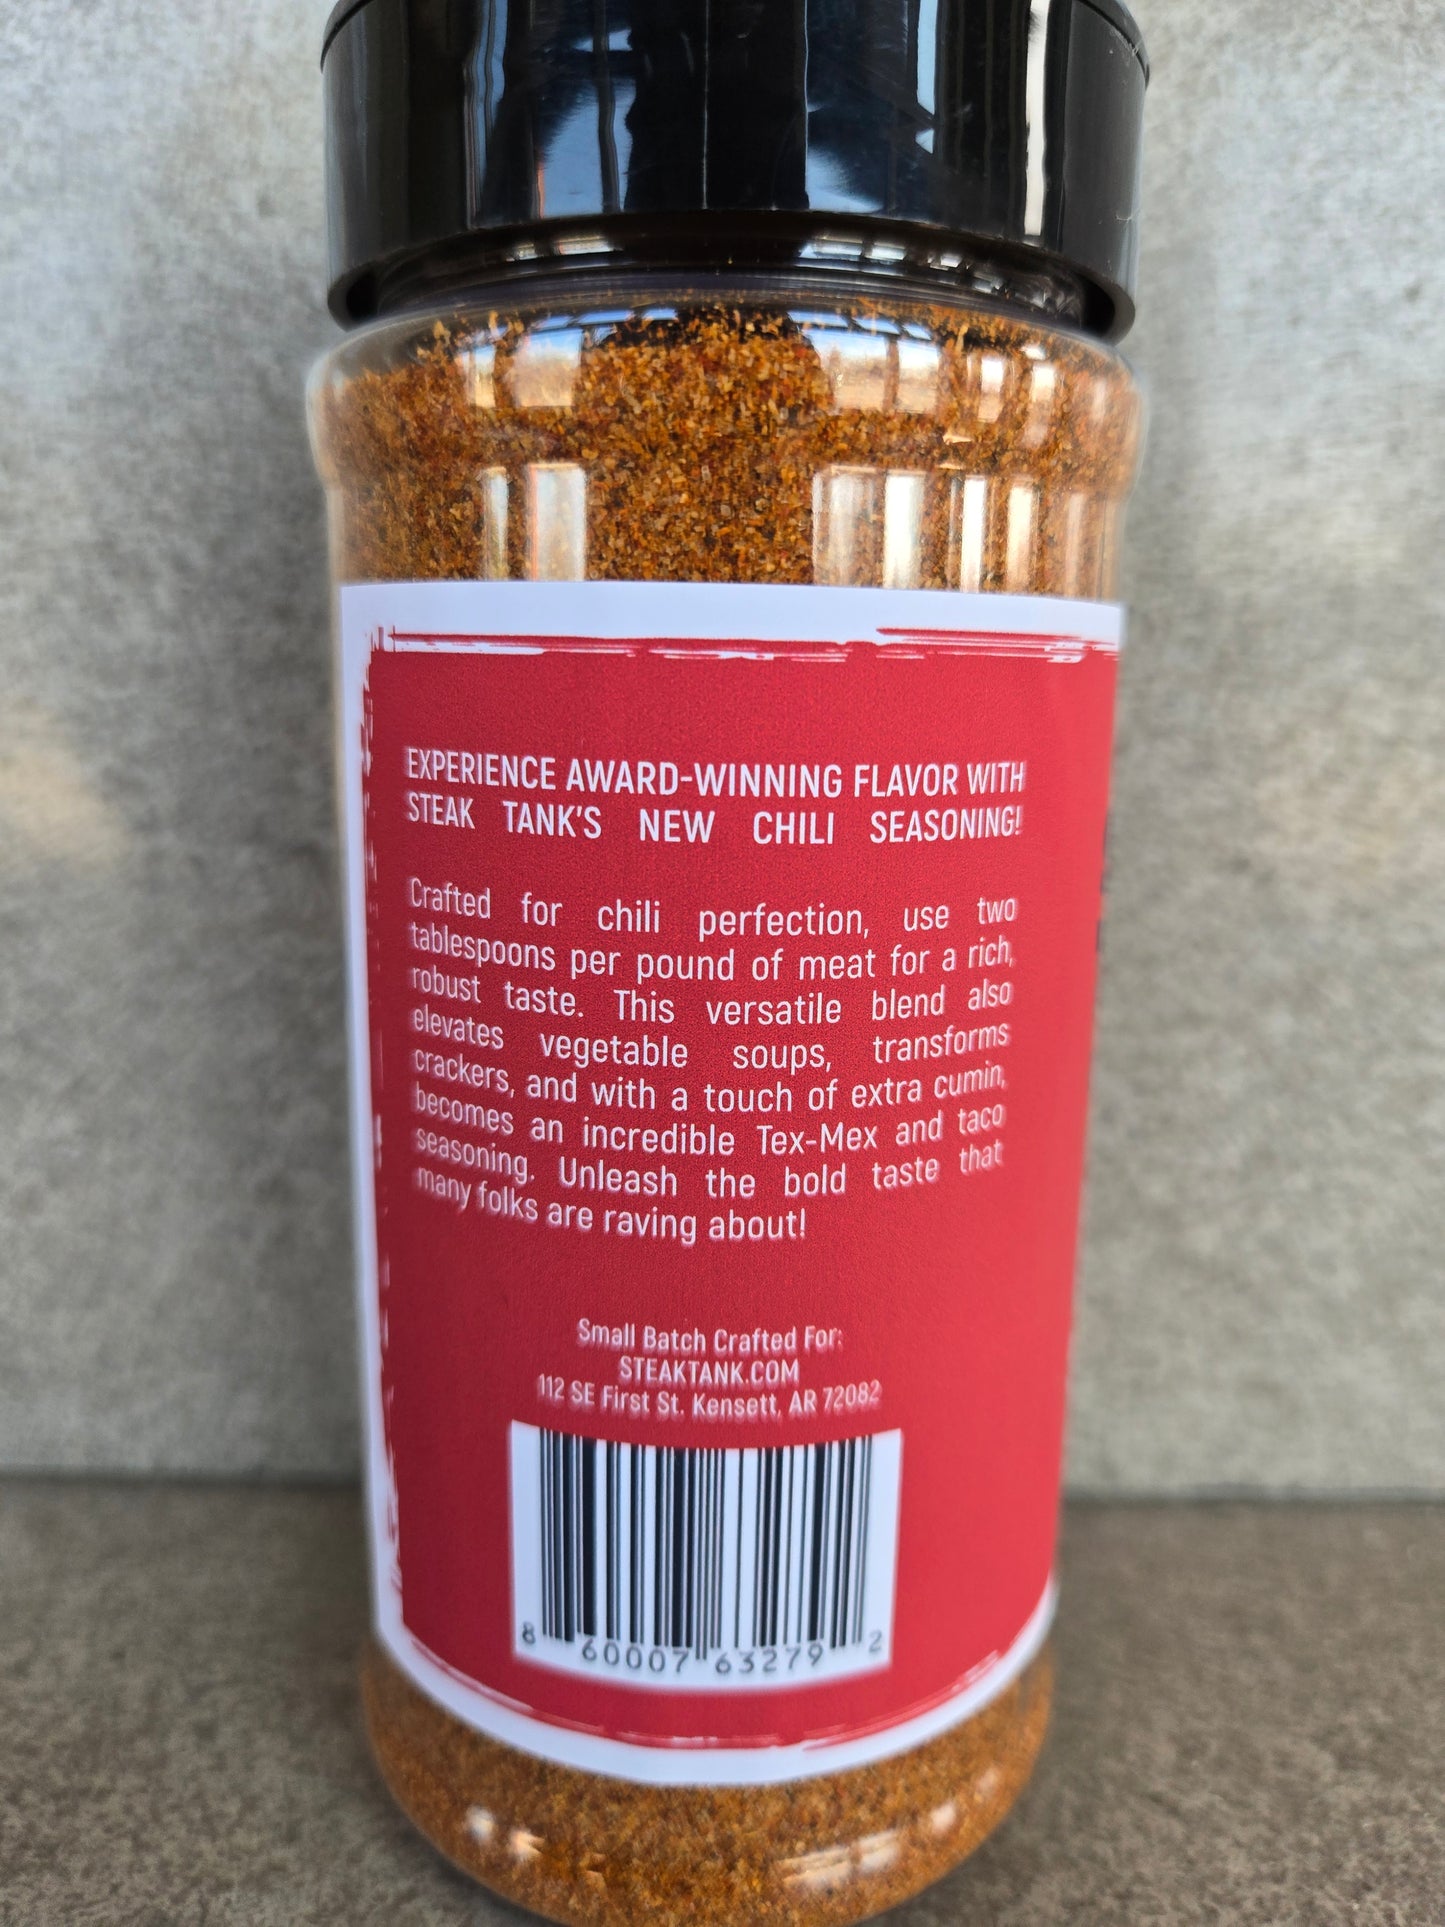 EXPERIENCE AWARD-WINNING FLAVOR WITH
STEAK TANK'S NEW CHILI SEASONING!
Crafted for chili perfection, use two
tablespoons per pound of meat for a rich,
robust taste. This versatile blend also
elevates vegetable soups, transforms
crackers, and with a touch of extra cumin,
becomes an incredible Tex-Mex and taco
seasoning. Unleash the bold taste that
many folks are raving about!
Small Batch Crafted For:
STEAKTANK.COM
112 SE First St. Kensett, AR 72082
8 60007 63279 2